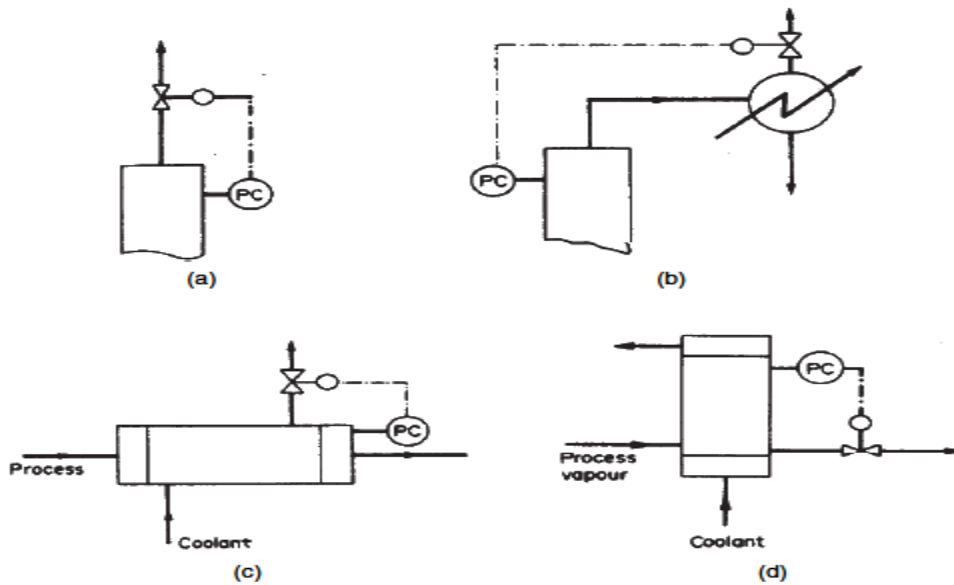 PC
(a)
PC
(b)
PC
Process
Coolant
(c)
PC
Process
vapour
Coolant
(d)